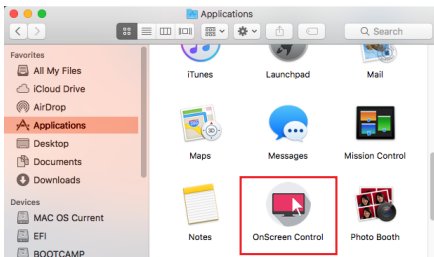 Applications
Search
Favorites
All My Files
iCloud Drive
AirDrop
Applications
Desktop
Documents
Downloads
Devices
MAC OS Current
EFI
BOOTCAMP
iTunes
Launchpad
Mail
Maps
Messages
Mission Control
Notes
OnScreen Control
Photo Booth